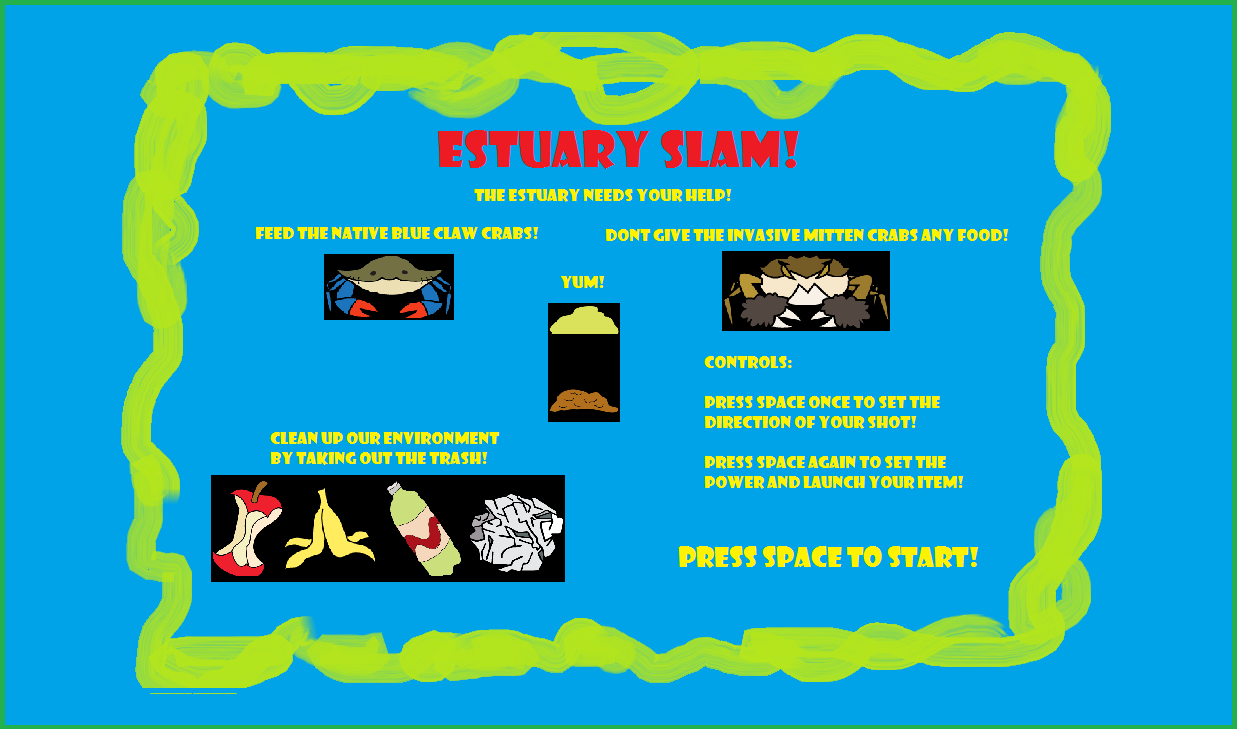 ESTUARY SLAM!
THE ESTUARY NEEDS YOUR HELP!
FEED THE NATIVE BLUE CLAW CRABS!
DONT GIVE THE INVASIVE MITTEN CRABS ANY FOOD!
YUM!
CONTROLS:
PRESS SPACE ONCE TO SET THE
DIRECTION OF YOUR SHOT!
PRESS SPACE AGAIN TO SET THE
POWER AND LAUNCH YOUR ITEM!
CLEAN UP OUR ENVIRONMENT
BY TAKING OUT THE TRASH!
PRESS SPACE TO START!